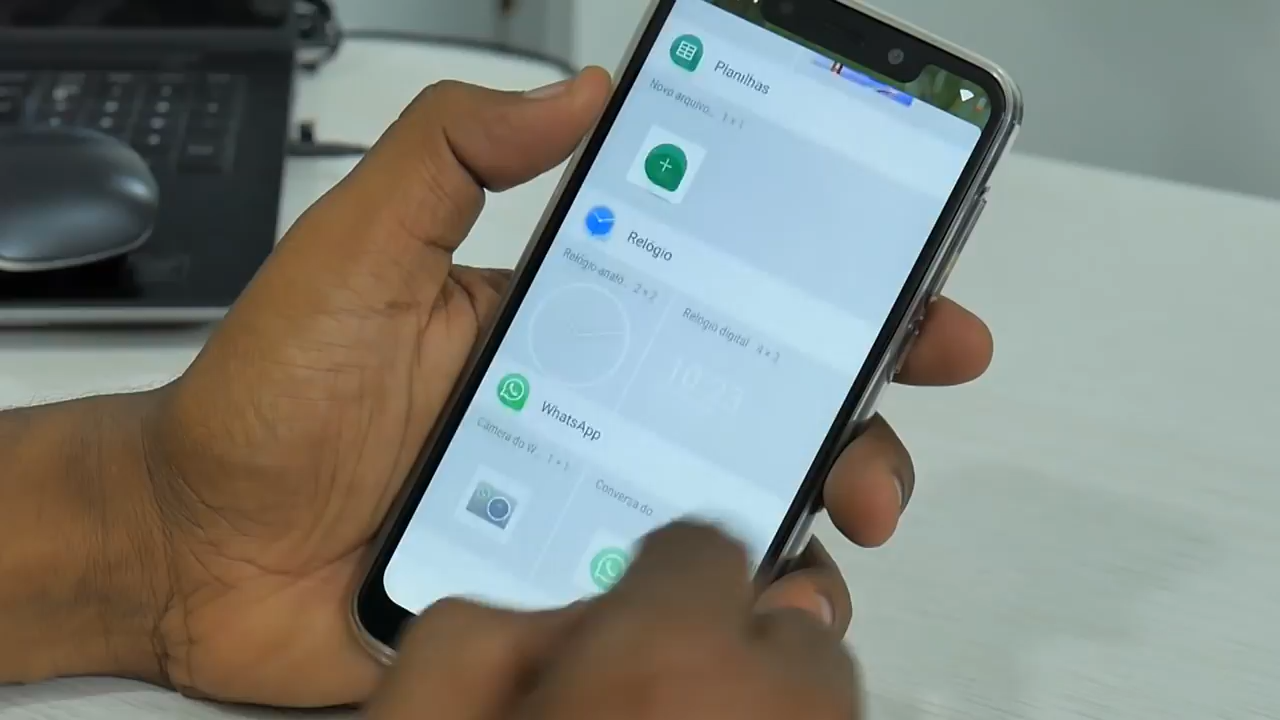 Planilhas
Novo arquivo... 1 × 1
Relógio
Relógio analó... 2 × 2
Relógio digital 4 × 3
WhatsApp
Câmera do W... 1 × 1
Conversa do